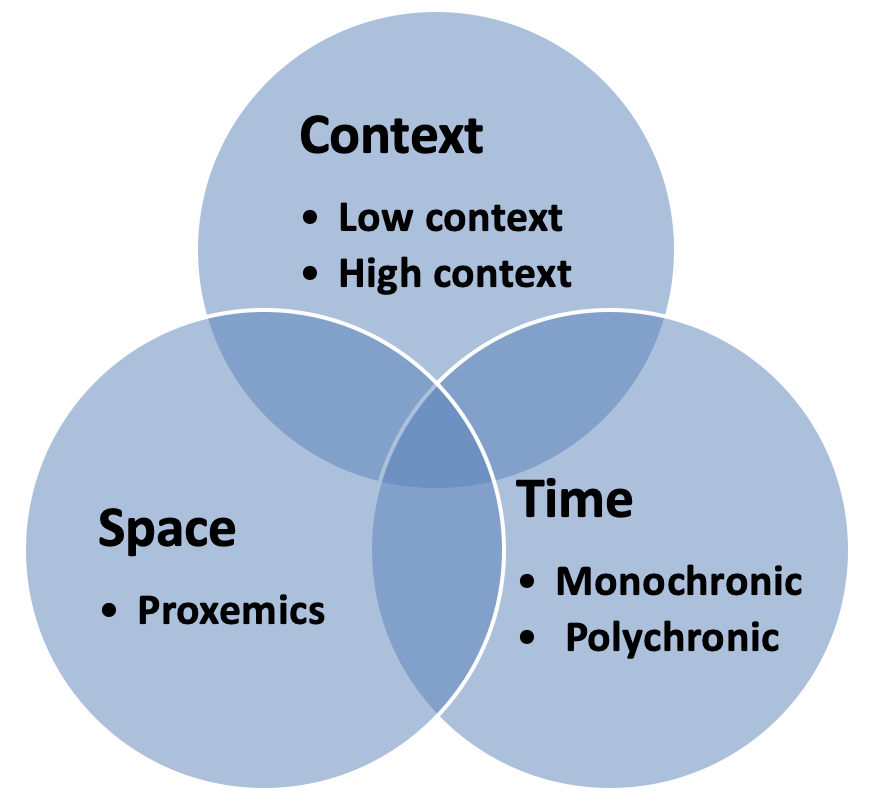 Context
• Low context
• High context
Space
• Proxemics
Time
• Monochronic
• Polychronic